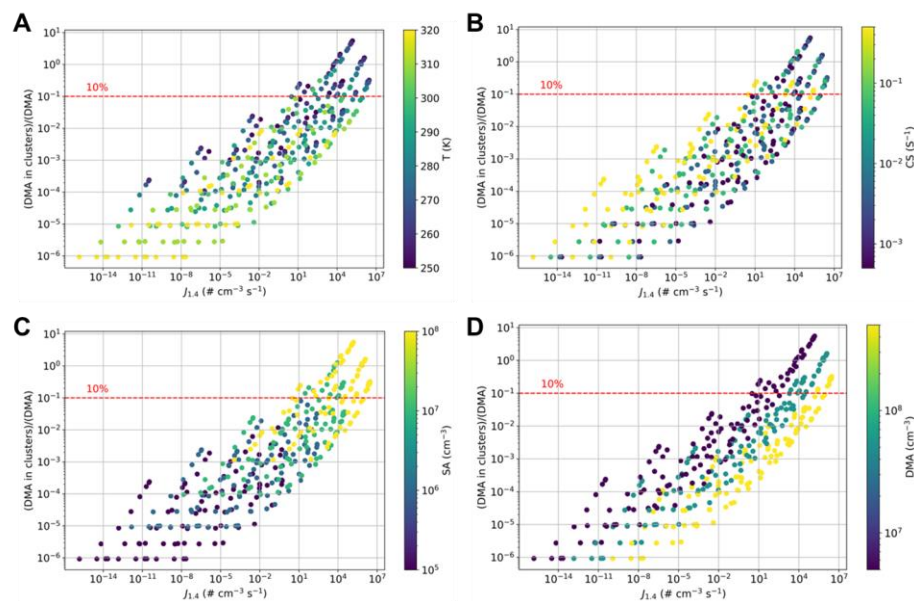 A
10¹
10⁰
10⁻¹
10⁻²
10⁻³
10⁻⁴
10⁻⁵
10⁻⁶
(DMA in clusters)/(DMA)
10%
10⁻¹⁴ 10⁻¹¹ 10⁻⁸ 10⁻⁵ 10⁻² 10¹ 10⁴ 10⁷
J₁.₄ (# cm⁻³ s⁻¹)
320
310
300
290
280
270
260
250
T (K)
B
10¹
10⁰
10⁻¹
10⁻²
10⁻³
10⁻⁴
10⁻⁵
10⁻⁶
(DMA in clusters)/(DMA)
10%
10⁻¹⁴ 10⁻¹¹ 10⁻⁸ 10⁻⁵ 10⁻² 10¹ 10⁴ 10⁷
J₁.₄ (# cm⁻³ s⁻¹)
10⁻¹
10⁻²
10⁻³
CS (S⁻¹)
C
10¹
10⁰
10⁻¹
10⁻²
10⁻³
10⁻⁴
10⁻⁵
10⁻⁶
(DMA in clusters)/(DMA)
10%
10⁻¹⁴ 10⁻¹¹ 10⁻⁸ 10⁻⁵ 10⁻² 10¹ 10⁴ 10⁷
J₁.₄ (# cm⁻³ s⁻¹)
10⁸
10⁷
10⁶
10⁵
SA (cm⁻³)
D
10¹
10⁰
10⁻¹
10⁻²
10⁻³
10⁻⁴
10⁻⁵
10⁻⁶
(DMA in clusters)/(DMA)
10%
10⁻¹⁴ 10⁻¹¹ 10⁻⁸ 10⁻⁵ 10⁻² 10¹ 10⁴ 10⁷
J₁.₄ (# cm⁻³ s⁻¹)
10⁸
10⁷
DMA (cm⁻³)